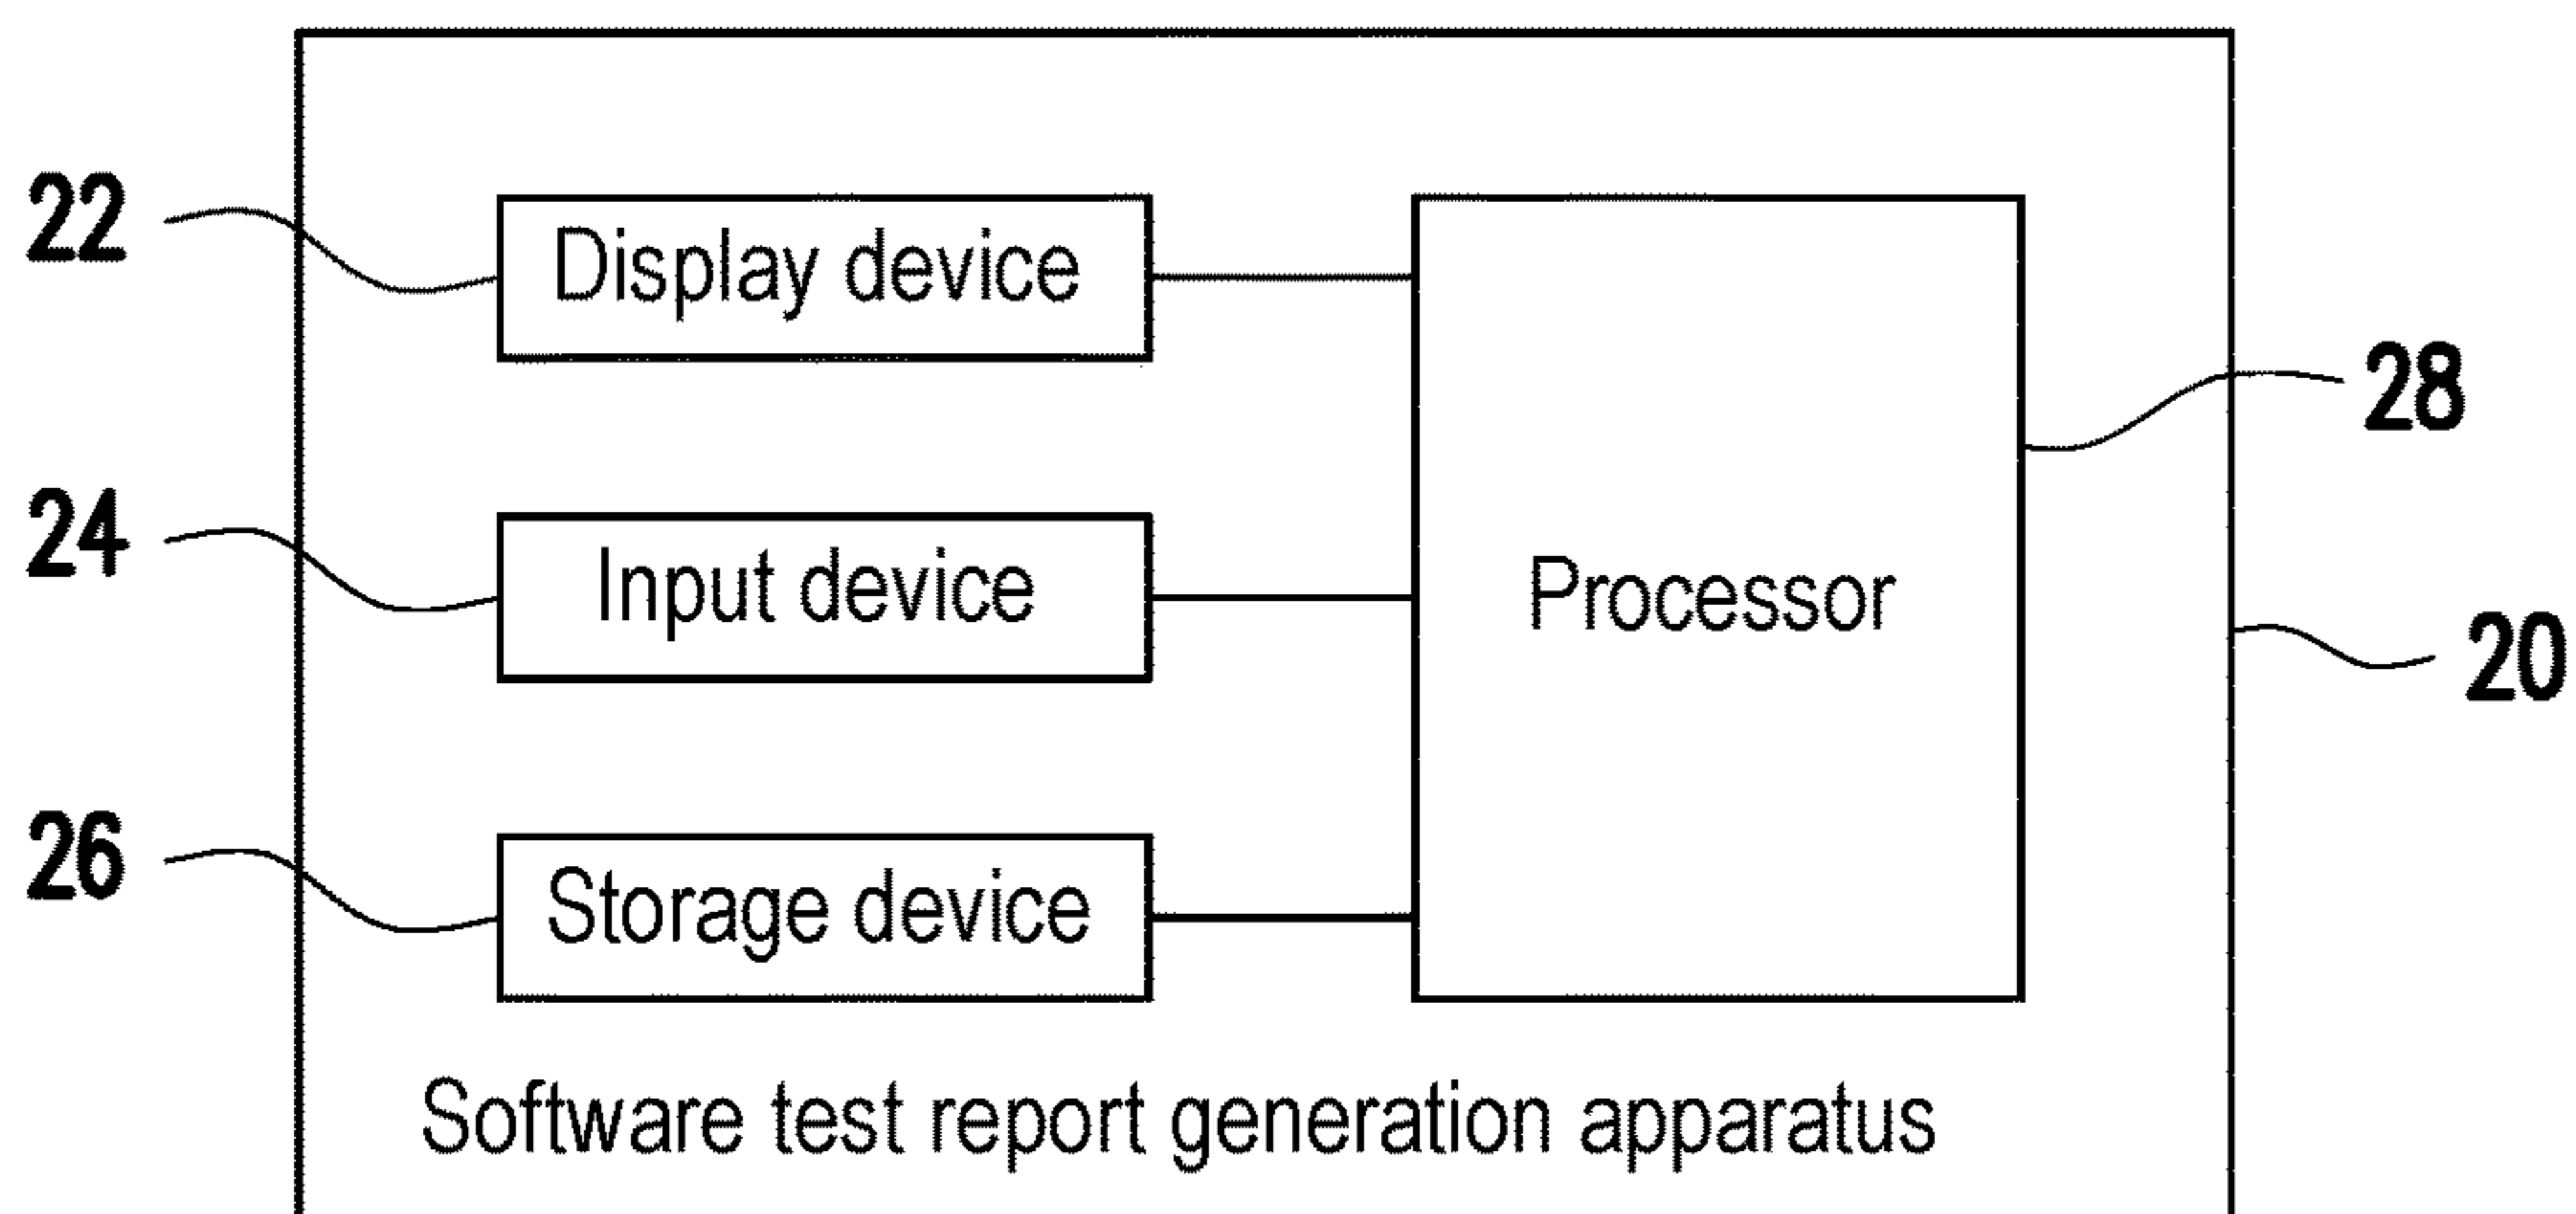 22
Display device
28
24
Input device
Processor
20
26
Storage device
Software test report generation apparatus